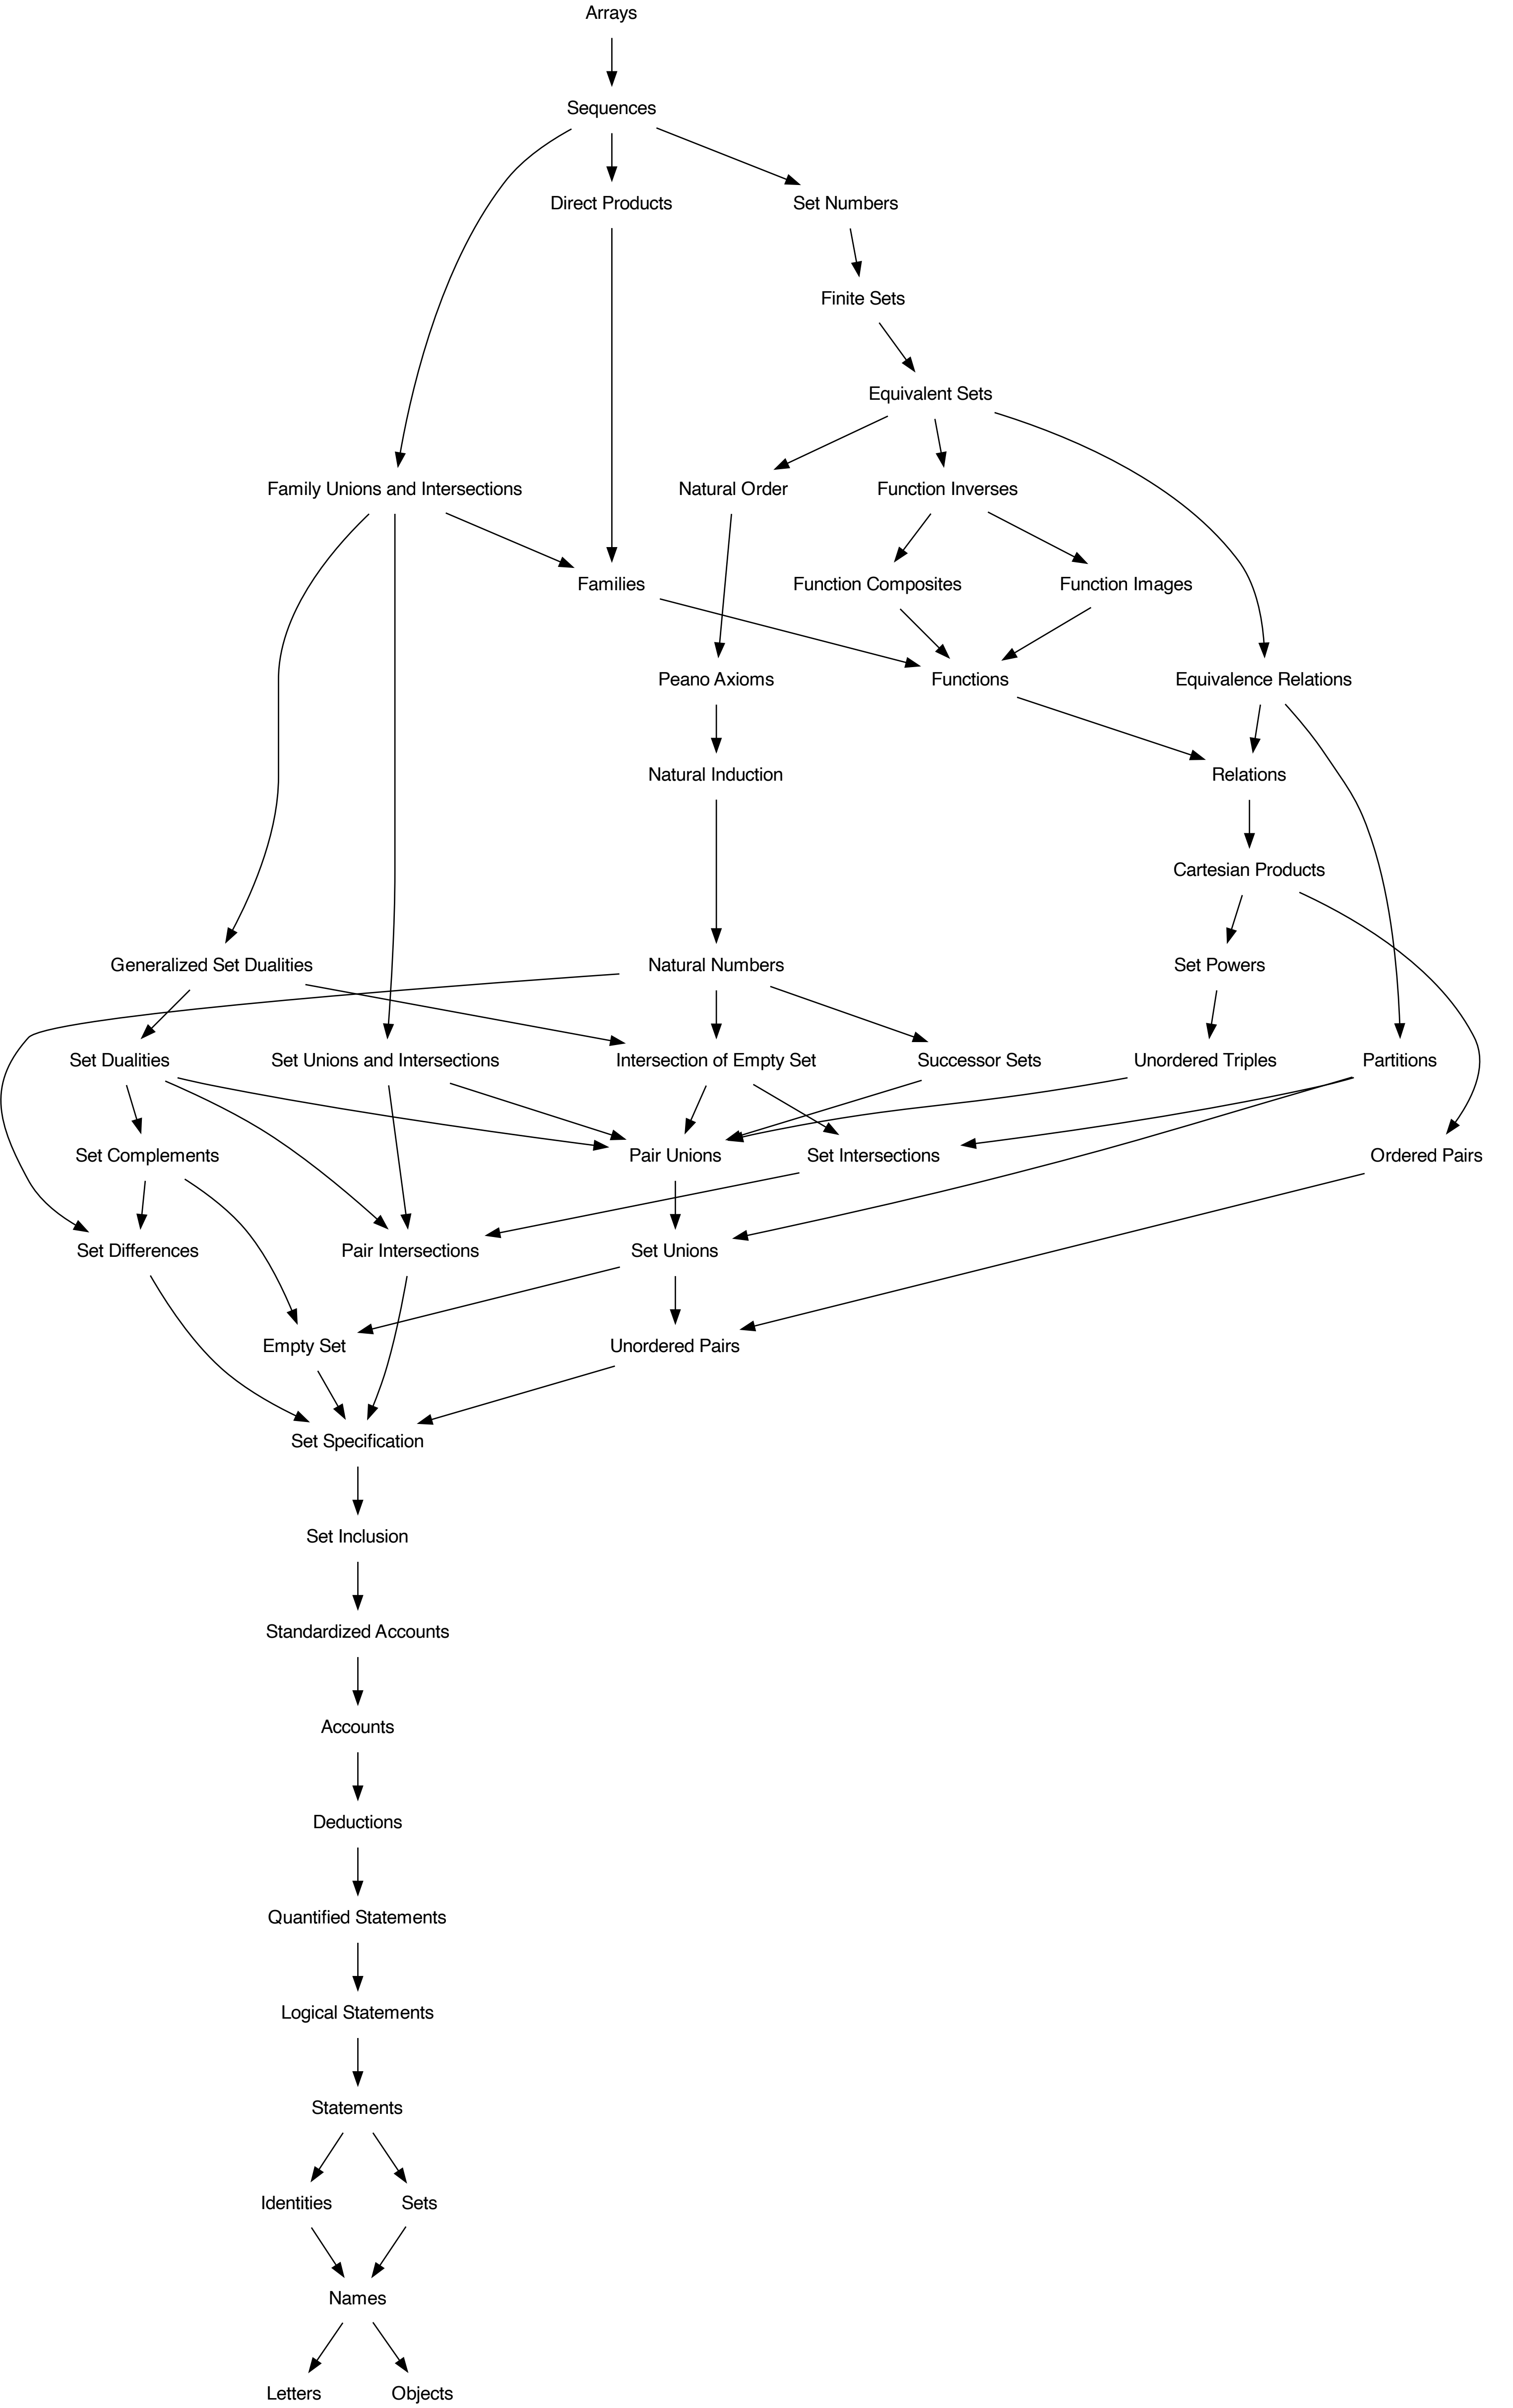 Arrays
Sequences
Direct Products
Set Numbers
Finite Sets
Equivalent Sets
Family Unions and Intersections
Natural Order
Function Inverses
Families
Function Composites
Function Images
Peano Axioms
Functions
Equivalence Relations
Natural Induction
Relations
Cartesian Products
Generalized Set Dualities
Natural Numbers
Set Powers
Set Dualities
Set Unions and Intersections
Intersection of Empty Set
Successor Sets
Unordered Triples
Partitions
Set Complements
Pair Unions
Set Intersections
Ordered Pairs
Set Differences
Pair Intersections
Set Unions
Empty Set
Unordered Pairs
Set Specification
Set Inclusion
Standardized Accounts
Accounts
Deductions
Quantified Statements
Logical Statements
Statements
Identities
Sets
Names
Letters
Objects